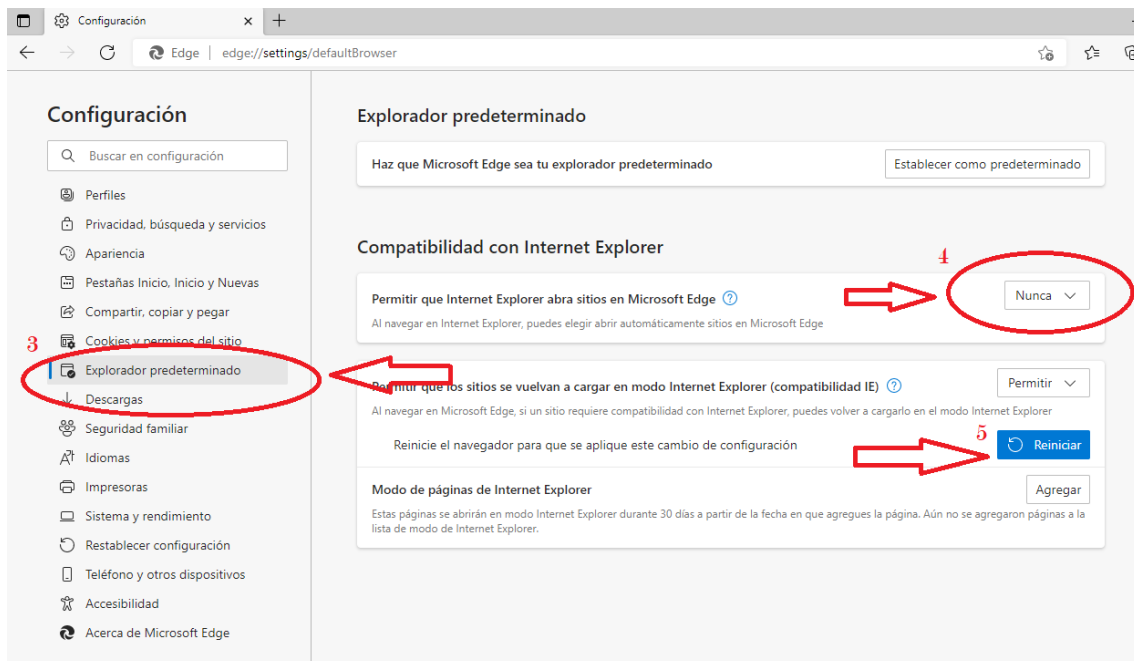 Configuración
Edge | edge://settings/defaultBrowser
Configuración
Buscar en configuración
Perfiles
Privacidad, búsqueda y servicios
Apariencia
Pestañas Inicio, Inicio y Nuevas
Compartir, copiar y pegar
3
Cookies y permisos del sitio
Explorador predeterminado
Descargas
Seguridad familiar
Idiomas
Impresoras
Sistema y rendimiento
Restablecer configuración
Teléfono y otros dispositivos
Accesibilidad
Acerca de Microsoft Edge
Explorador predeterminado
Haz que Microsoft Edge sea tu explorador predeterminado
Establecer como predeterminado
Compatibilidad con Internet Explorer
4
Permitir que Internet Explorer abra sitios en Microsoft Edge
Nunca
Al navegar en Internet Explorer, puedes elegir abrir automáticamente sitios en Microsoft Edge
Permitir que los sitios se vuelvan a cargar en modo Internet Explorer (compatibilidad IE)
Permitir
Al navegar en Microsoft Edge, si un sitio requiere compatibilidad con Internet Explorer, puedes volver a cargarlo en el modo Internet Explorer
5
Reinicie el navegador para que se aplique este cambio de configuración
Reiniciar
Modo de páginas de Internet Explorer
Agregar
Estas páginas se abrirán en modo Internet Explorer durante 30 días a partir de la fecha en que agregues la página. Aún no se agregaron páginas a la
lista de modo de Internet Explorer.